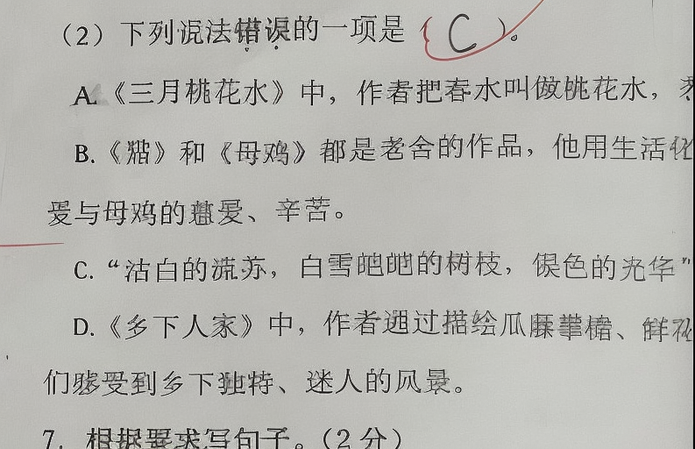 (2) 下列说法错误的一项是 ( C )。
A.《三月桃花水》中，作者把春水叫做桃花水，
B.《猫》和《母鸡》都是老舍的作品，他用生活化
爱与母鸡的慈爱、辛苦。
C.“洁白的流苏，白雪皑皑的树枝，银色的光华”
D.《乡下人家》中，作者通过描绘瓜藤攀檐、鲜花
们感受到乡下独特、迷人的风景。
7. 根据要求写句子。(2分)